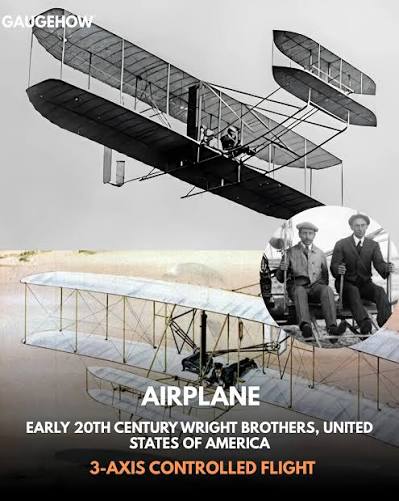 GAUGEHOW
AIRPLANE
EARLY 20TH CENTURY WRIGHT BROTHERS, UNITED
STATES OF AMERICA
3-AXIS CONTROLLED FLIGHT